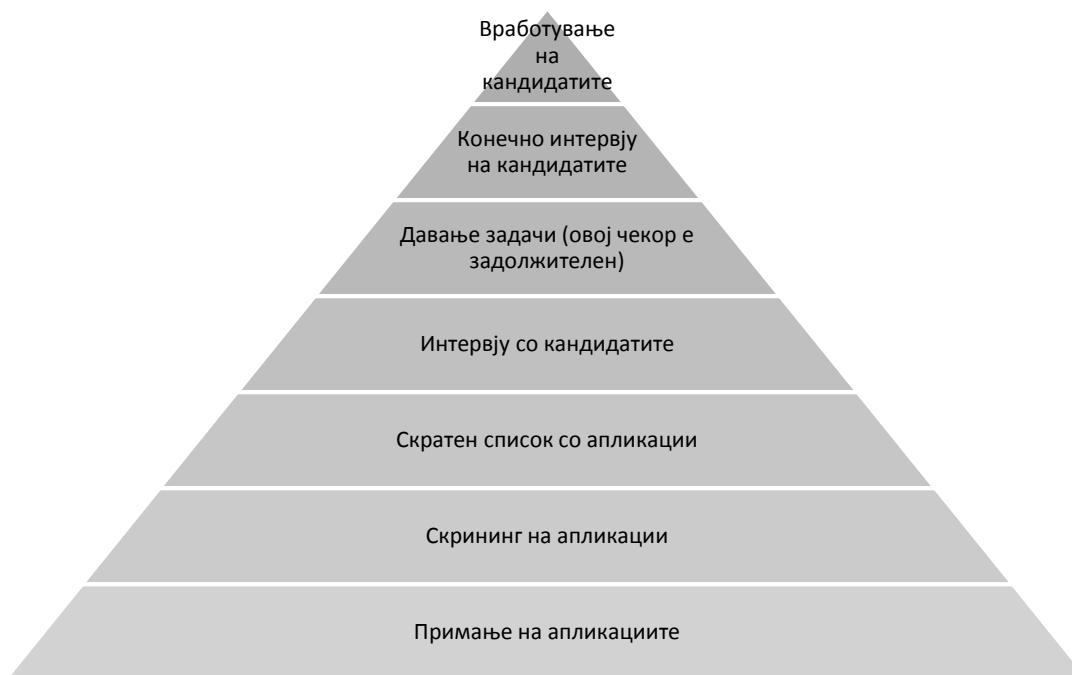 Вработување
на
кандидатите
Конечно интервју
на кандидатите
Давање задачи (овој чекор е
задолжителен)
Интервју со кандидатите
Скратен список со апликации
Скрининг на апликации
Примање на апликациите